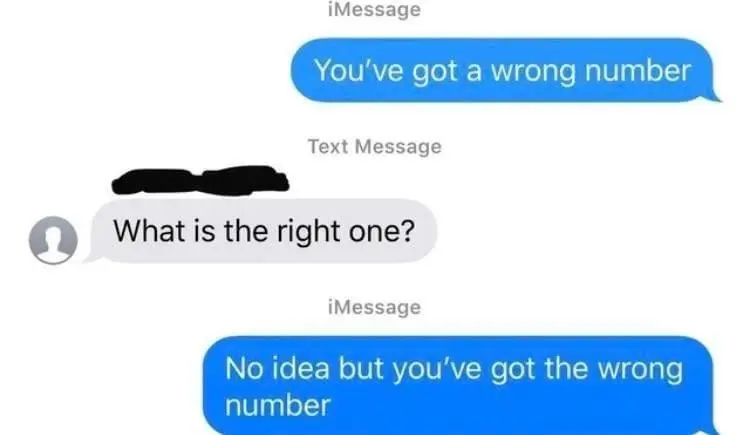 iMessage
You’ve got a wrong number
Text Message
What is the right one?
iMessage
No idea but you’ve got the wrong
number